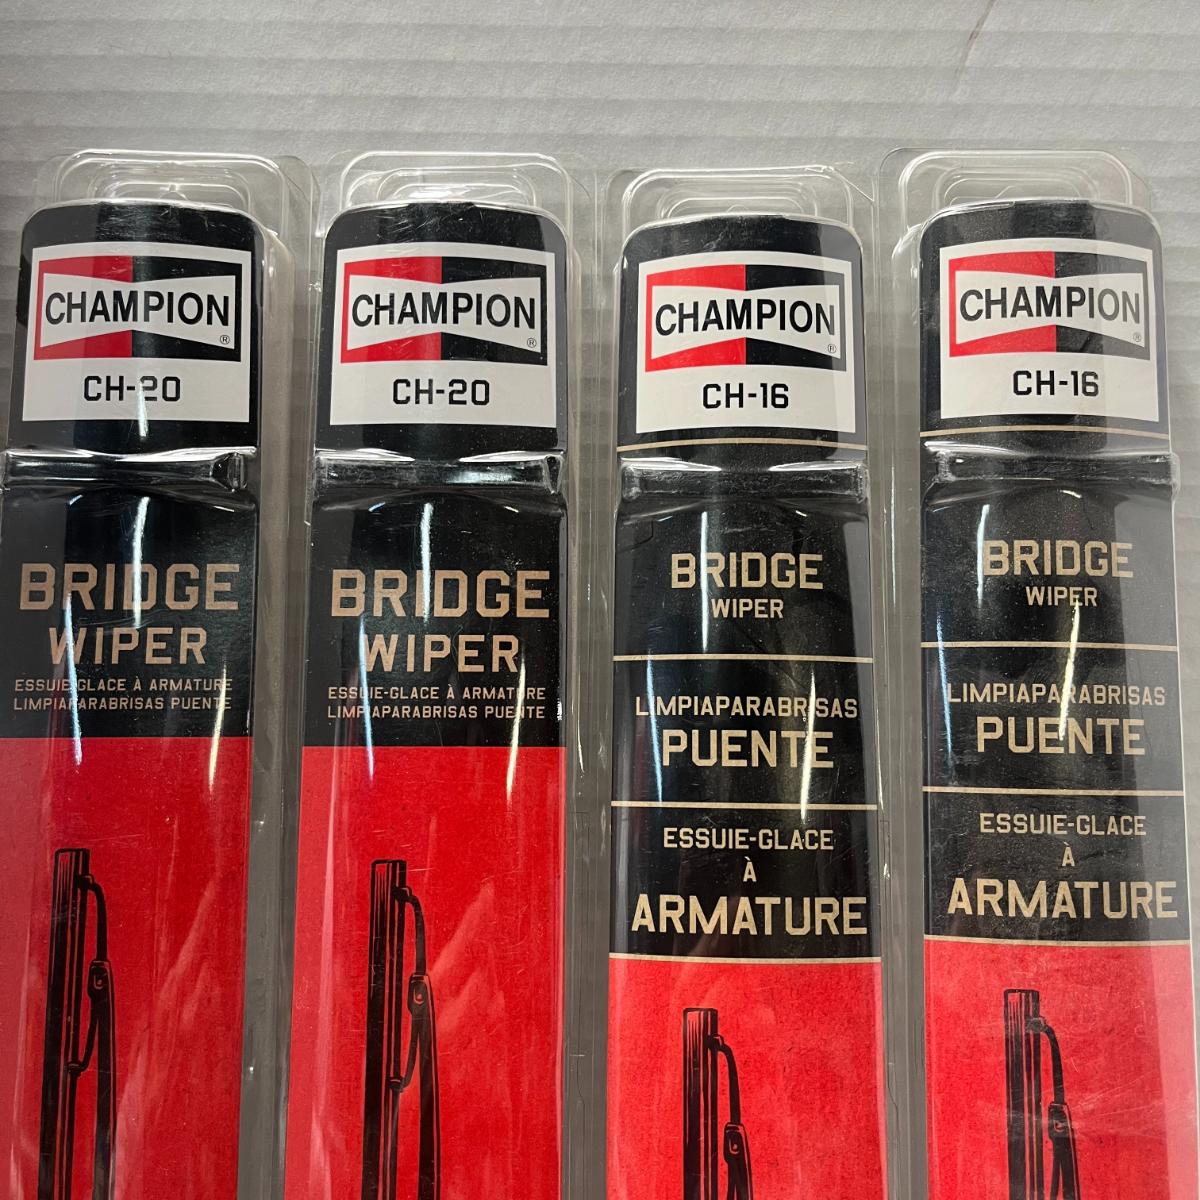 CHAMPION®
CH-20
BRIDGE
WIPER
ESSUIE-GLACE À ARMATURE
LIMPIAPARABRISAS PUENTE
CHAMPION®
CH-20
BRIDGE
WIPER
ESSUIE-GLACE À ARMATURE
LIMPIAPARABRISAS PUENTE
CHAMPION®
CH-16
BRIDGE
WIPER
LIMPIAPARABRISAS
PUENTE
ESSUIE-GLACE
À
ARMATURE
CHAMPION®
CH-16
BRIDGE
WIPER
LIMPIAPARABRISAS
PUENTE
ESSUIE-GLACE
À
ARMATURE